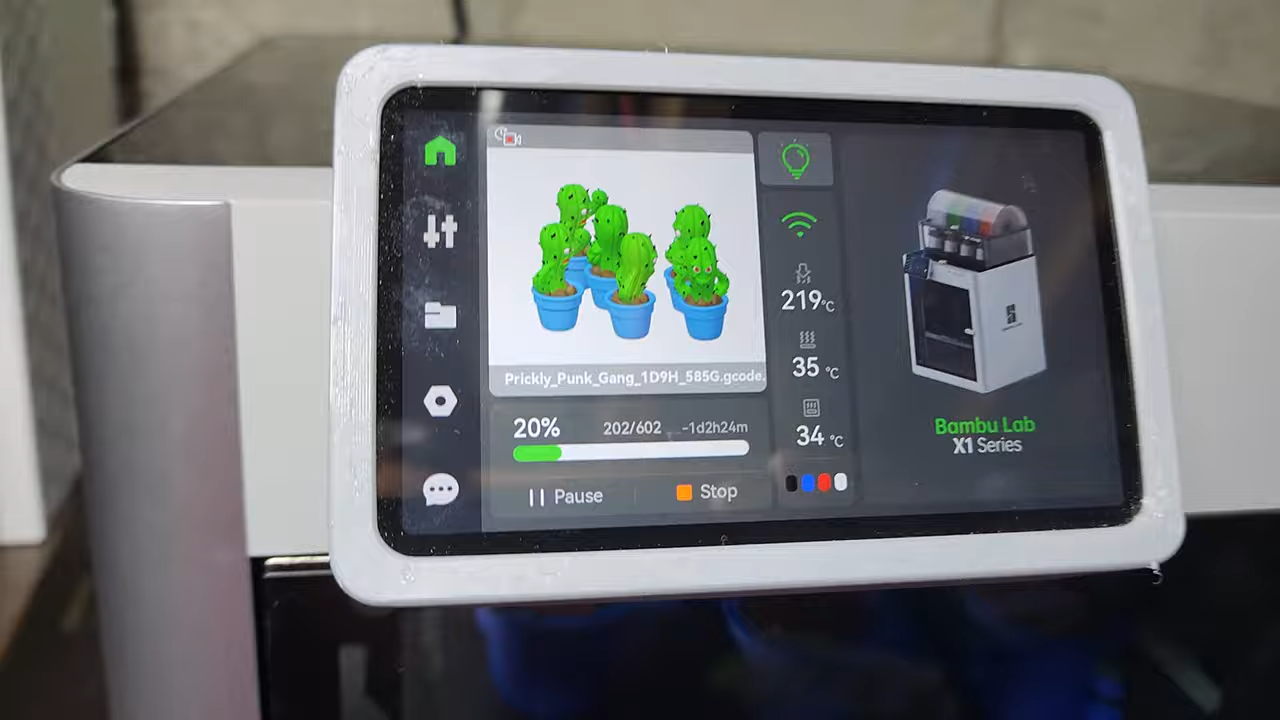 Prickly_Punk_Gang_1D9H_585G.gcode.
20% 202/602 -1d2h24m
Pause Stop
219°C
35 °C
34 °C
Bambu Lab
X1 Series